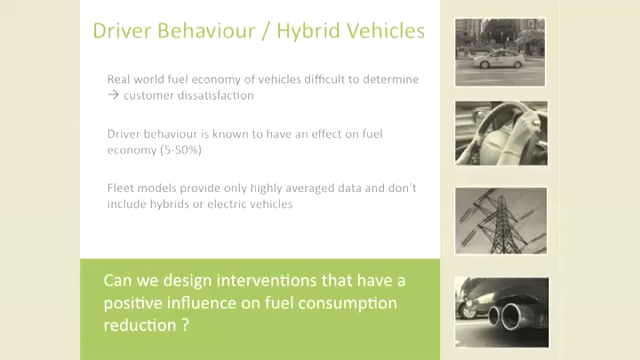 Driver Behaviour / Hybrid Vehicles
Real world fuel economy of vehicles difficult to determine
→ customer dissatisfaction
Driver behaviour is known to have an effect on fuel
economy (5-50%)
Fleet models provide only highly averaged data and don't
include hybrids or electric vehicles
Can we design interventions that have a
positive influence on fuel consumption
reduction ?